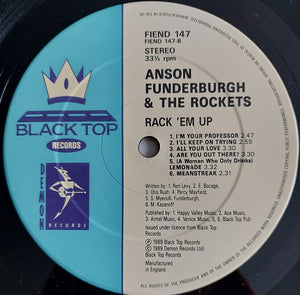 FIEND 147
FIEND 147-B
STEREO
33⅓ rpm
ANSON
FUNDERBURGH
& THE ROCKETS
RACK 'EM UP
BLACK TOP
RECORDS
DEMON
RECORDS
1. I'M YOUR PROFESSOR 2.47
2. I'LL KEEP ON TRYING 2.55
3. ALL YOUR LOVE 3.30
4. ARE YOU OUT THERE? 3.30
5. (A Woman Who Only Drinks)
LEMONADE 3.32
6. MEANSTREAK 2.31
Written by: 1. Ron Levy, 2. E. Bocage,
3. Otis Rush, 4. Percy Mayfield,
5. S. Myers/A. Funderburgh,
6. M. Kazanoff
Published by: 1. Happy Valley Music, 2. Ace Music,
3. Armel Music, 4. Venice Music, 5. 6. Black Top Pub
Issued under licence from Black Top
Records
℗ 1989 Black Top Records
© 1989 Demon Records Ltd/
Black Top Records
Manufactured
in England